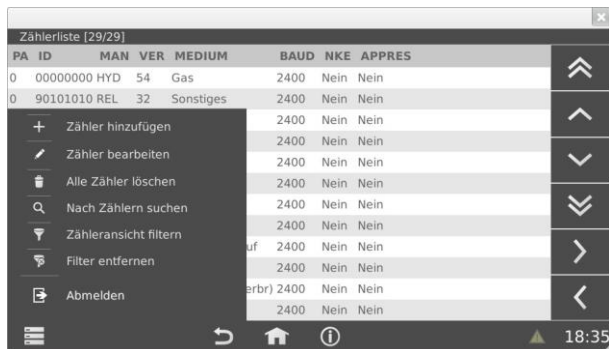 Zählerliste [29/29]
PA ID MAN VER MEDIUM BAUD NKE APPRES
0 00000000 HYD 54 Gas 2400 Nein Nein
0 90101010 REL 32 Sonstiges 2400 Nein Nein
2400 Nein Nein
Zähler hinzufügen
2400 Nein Nein
Zähler bearbeiten
2400 Nein Nein
Alle Zähler löschen
2400 Nein Nein
Nach Zählern suchen
2400 Nein Nein
2400 Nein Nein
Zähleransicht filtern
uf 2400 Nein Nein
Filter entfernen
2400 Nein Nein
erbr) 2400 Nein Nein
Abmelden
2400 Nein Nein
18:35